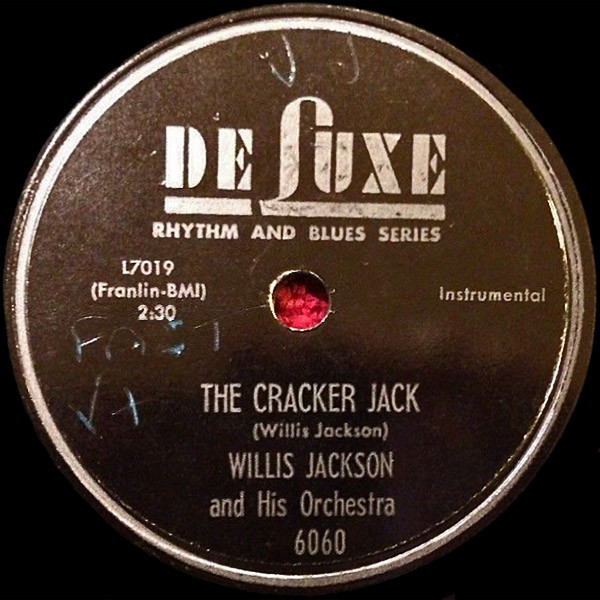 DE LUXE
RHYTHM AND BLUES SERIES
L7019
(Franlin-BMI)
2:30
Instrumental
FAST
THE CRACKER JACK
(Willis Jackson)
WILLIS JACKSON
and His Orchestra
6060